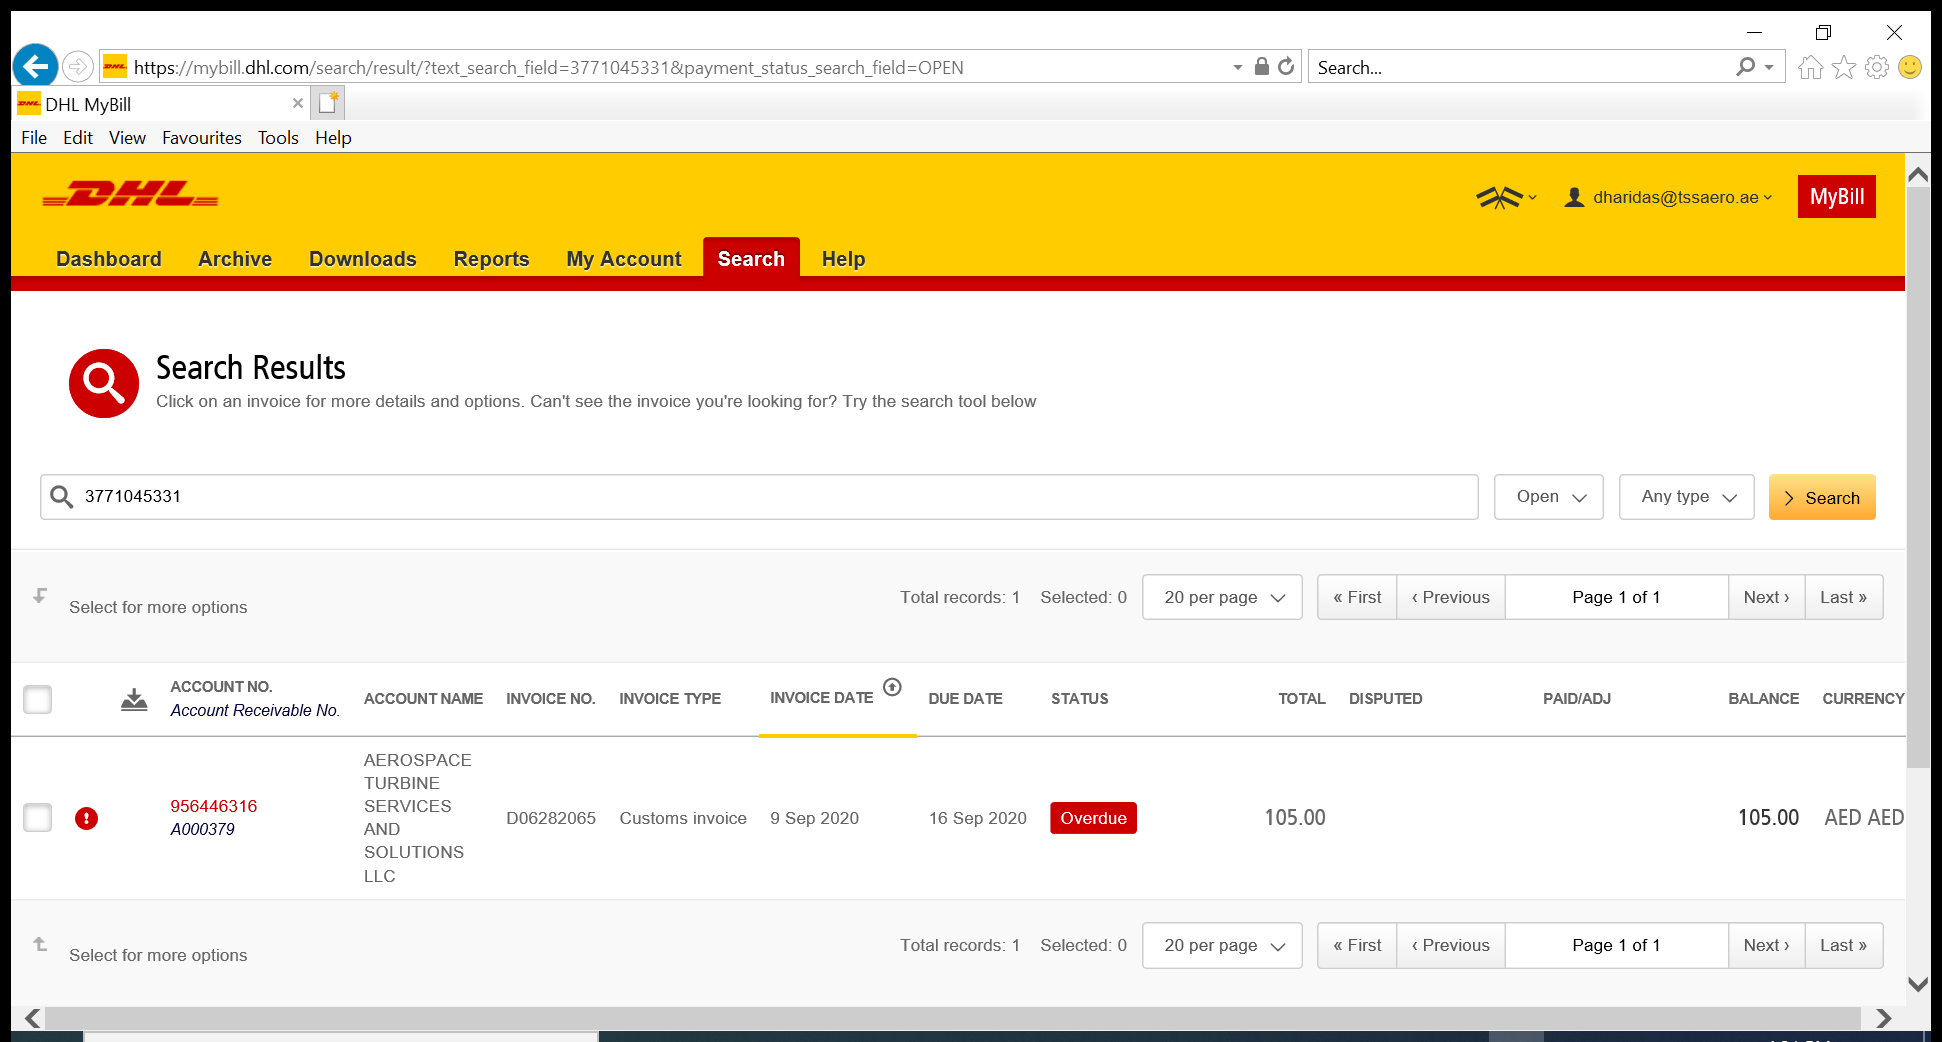 https://mybill.dhl.com/search/result/?text_search_field=3771045331&payment_status_search_field=OPEN
Search...
DHL MyBill
File Edit View Favourites Tools Help
DHL
dharidas@tssaero.ae
MyBill
Dashboard Archive Downloads Reports My Account Search Help
Search Results
Click on an invoice for more details and options. Can't see the invoice you're looking for? Try the search tool below
3771045331 Open Any type Search
Select for more options Total records: 1 Selected: 0 20 per page « First ‹ Previous Page 1 of 1 Next › Last »
ACCOUNT NO. ACCOUNT NAME INVOICE NO. INVOICE TYPE INVOICE DATE DUE DATE STATUS TOTAL DISPUTED PAID/ADJ BALANCE CURRENCY
Account Receivable No.
AEROSPACE
TURBINE
956446316 SERVICES
A000379 AND
D06282065 Customs invoice 9 Sep 2020 16 Sep 2020 Overdue 105.00 105.00 AED AED
SOLUTIONS
LLC
Select for more options Total records: 1 Selected: 0 20 per page « First ‹ Previous Page 1 of 1 Next › Last »